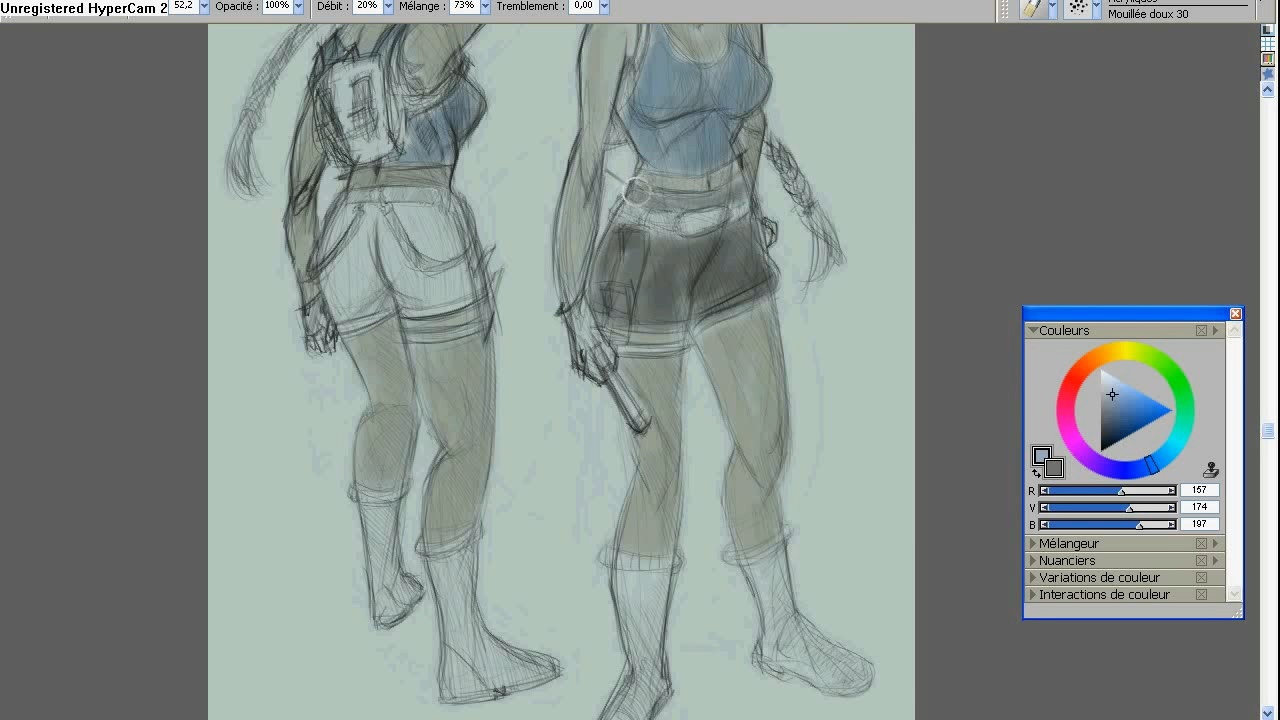 Unregistered HyperCam 2 52,2 Opacité : 100% Débit : 20% Mélange : 73% Tremblement : 0,00
Mouillée doux 30
Couleurs
R 157
V 174
B 197
Mélangeur
Nuanciers
Variations de couleur
Interactions de couleur